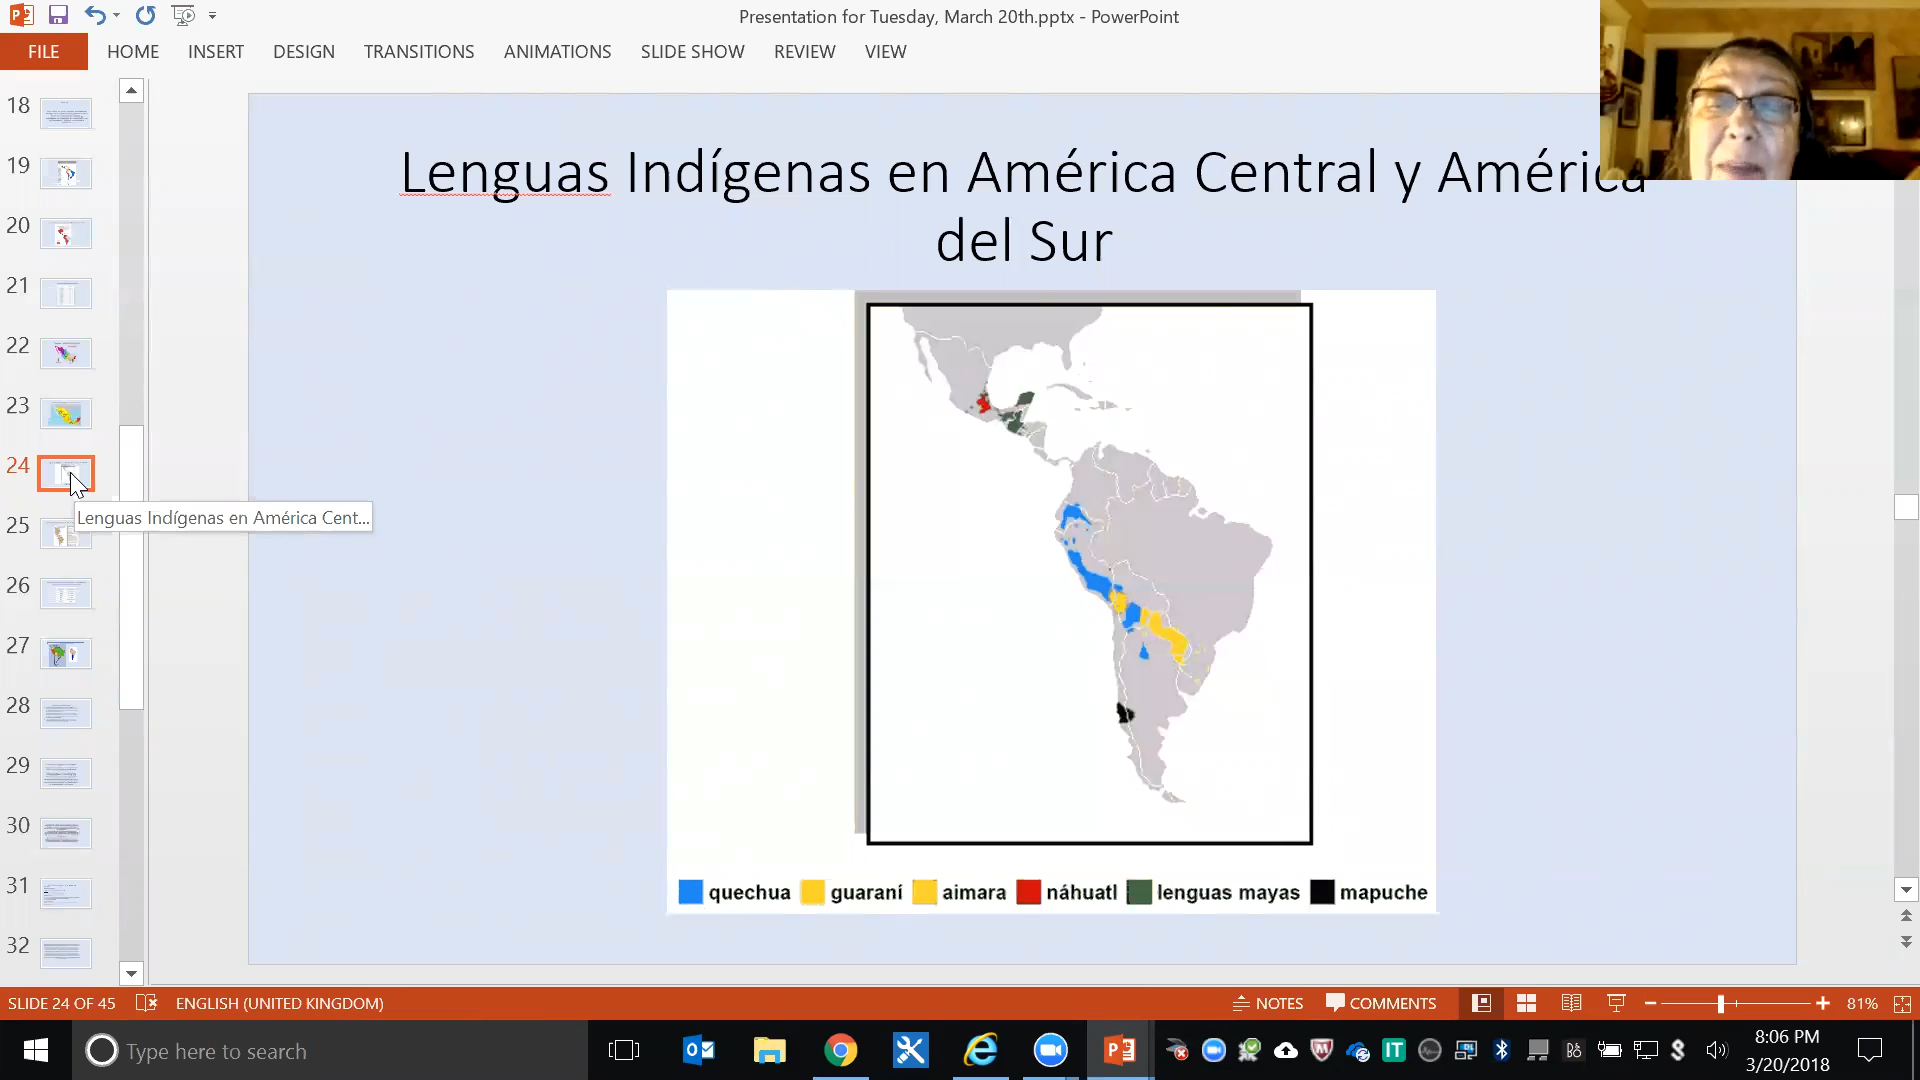 Presentation for Tuesday, March 20th.pptx - PowerPoint
FILE HOME INSERT DESIGN TRANSITIONS ANIMATIONS SLIDE SHOW REVIEW VIEW
18
19
20
21
22
23
24
Lenguas Indígenas en América Cent...
25
26
27
28
29
30
31
32
Lenguas Indígenas en América Central y América
del Sur
quechua guaraní aimara náhuatl lenguas mayas mapuche
SLIDE 24 OF 45 ENGLISH (UNITED KINGDOM) NOTES COMMENTS 81%
Type here to search
8:06 PM
3/20/2018